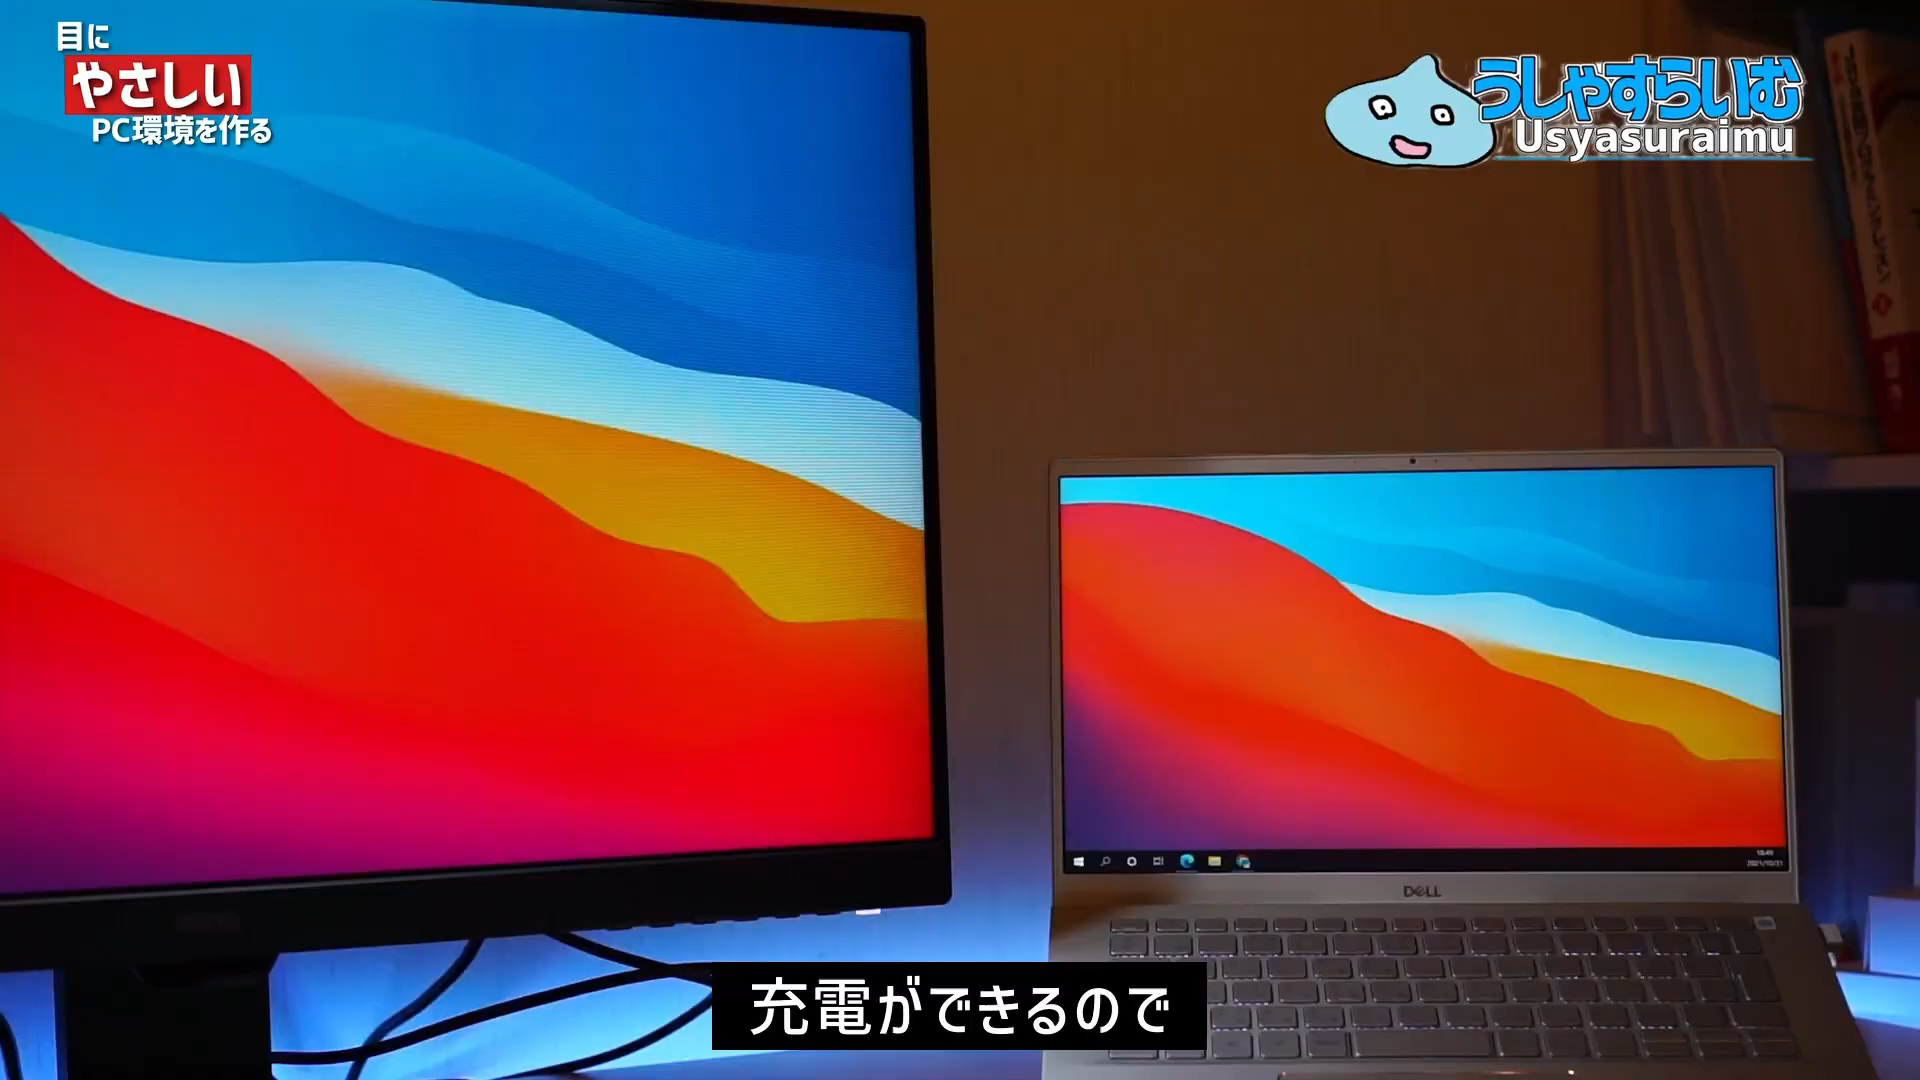 目に
やさしい
PC環境を作る
うしゃすらいむ
Usyasuraimu
DELL
充電ができるので